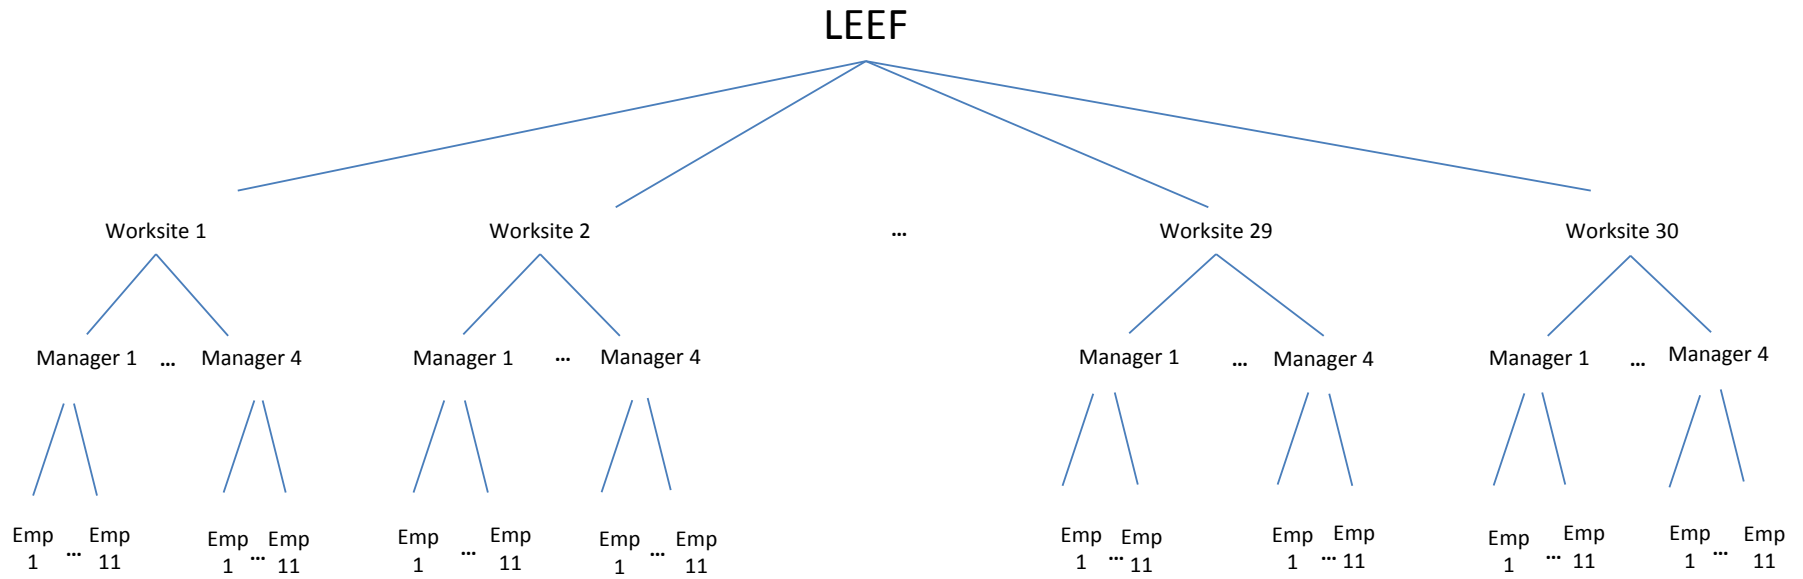 LEEF
Worksite 1 Worksite 2 ... Worksite 29 Worksite 30
Manager 1 ... Manager 4 Manager 1 ... Manager 4 Manager 1 ... Manager 4 Manager 1 ... Manager 4
Emp ... Emp Emp ... Emp Emp ... Emp Emp ... Emp Emp ... Emp Emp ... Emp Emp ... Emp Emp ... Emp
1 11 1 11 1 11 1 11 1 11 1 11 1 11 1 11